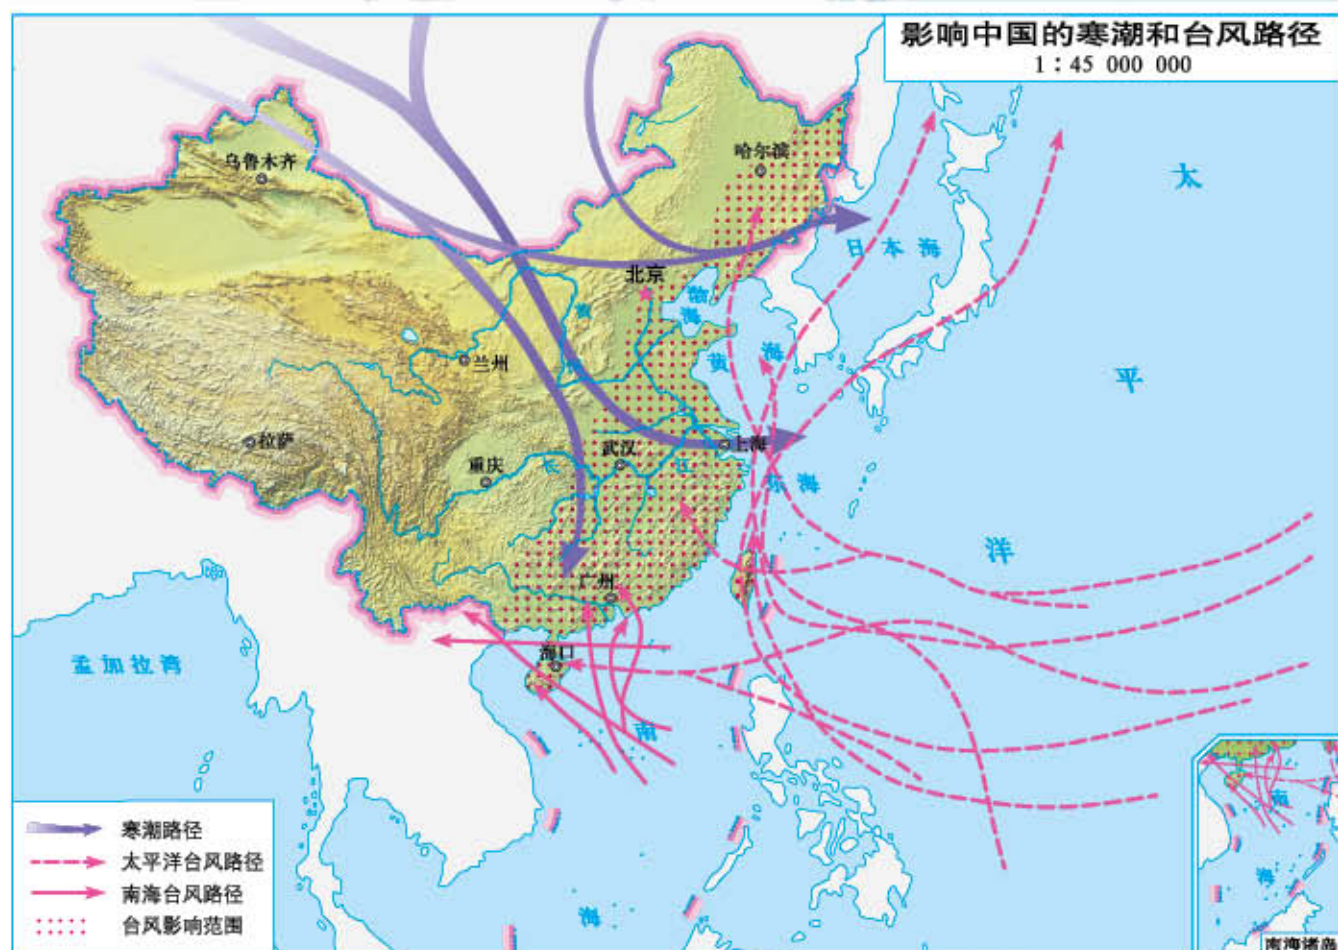 影响中国的寒潮和台风路径
1：45 000 000
乌鲁木齐
哈尔滨
太
日本海
北京
渤
海
黄
河
兰州
黄
海
平
拉萨
上海
武汉
重庆
长
江
东海
洋
广州
海口
孟加拉湾
南
海
寒潮路径
太平洋台风路径
南海台风路径
台风影响范围
南
海
南海诸岛